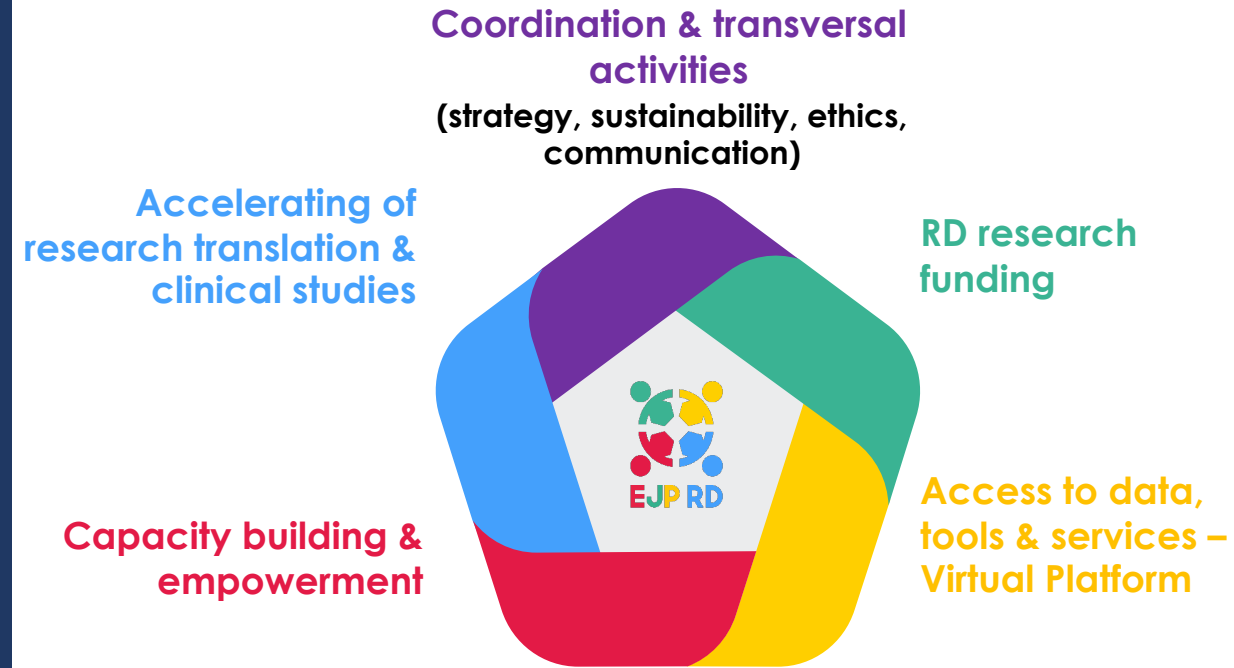 Coordination & transversal
activities
(strategy, sustainability, ethics,
communication)
Accelerating of
research translation &
clinical studies
RD research
funding
EJP RD
Capacity building &
empowerment
Access to data,
tools & services –
Virtual Platform